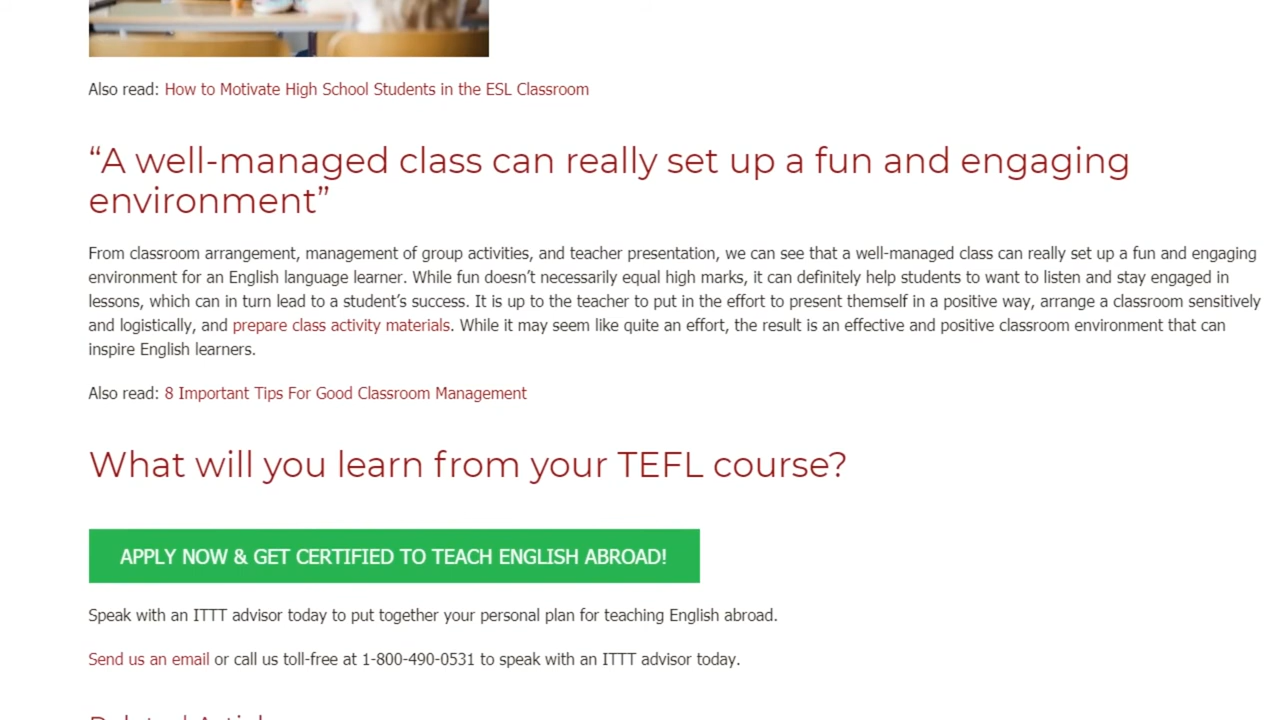 Also read: How to Motivate High School Students in the ESL Classroom
“A well-managed class can really set up a fun and engaging
environment”
From classroom arrangement, management of group activities, and teacher presentation, we can see that a well-managed class can really set up a fun and engaging
environment for an English language learner. While fun doesn’t necessarily equal high marks, it can definitely help students to want to listen and stay engaged in
lessons, which can in turn lead to a student’s success. It is up to the teacher to put in the effort to present themself in a positive way, arrange a classroom sensitively
and logistically, and prepare class activity materials. While it may seem like quite an effort, the result is an effective and positive classroom environment that can
inspire English learners.
Also read: 8 Important Tips For Good Classroom Management
What will you learn from your TEFL course?
APPLY NOW & GET CERTIFIED TO TEACH ENGLISH ABROAD!
Speak with an ITTT advisor today to put together your personal plan for teaching English abroad.
Send us an email or call us toll-free at 1-800-490-0531 to speak with an ITTT advisor today.